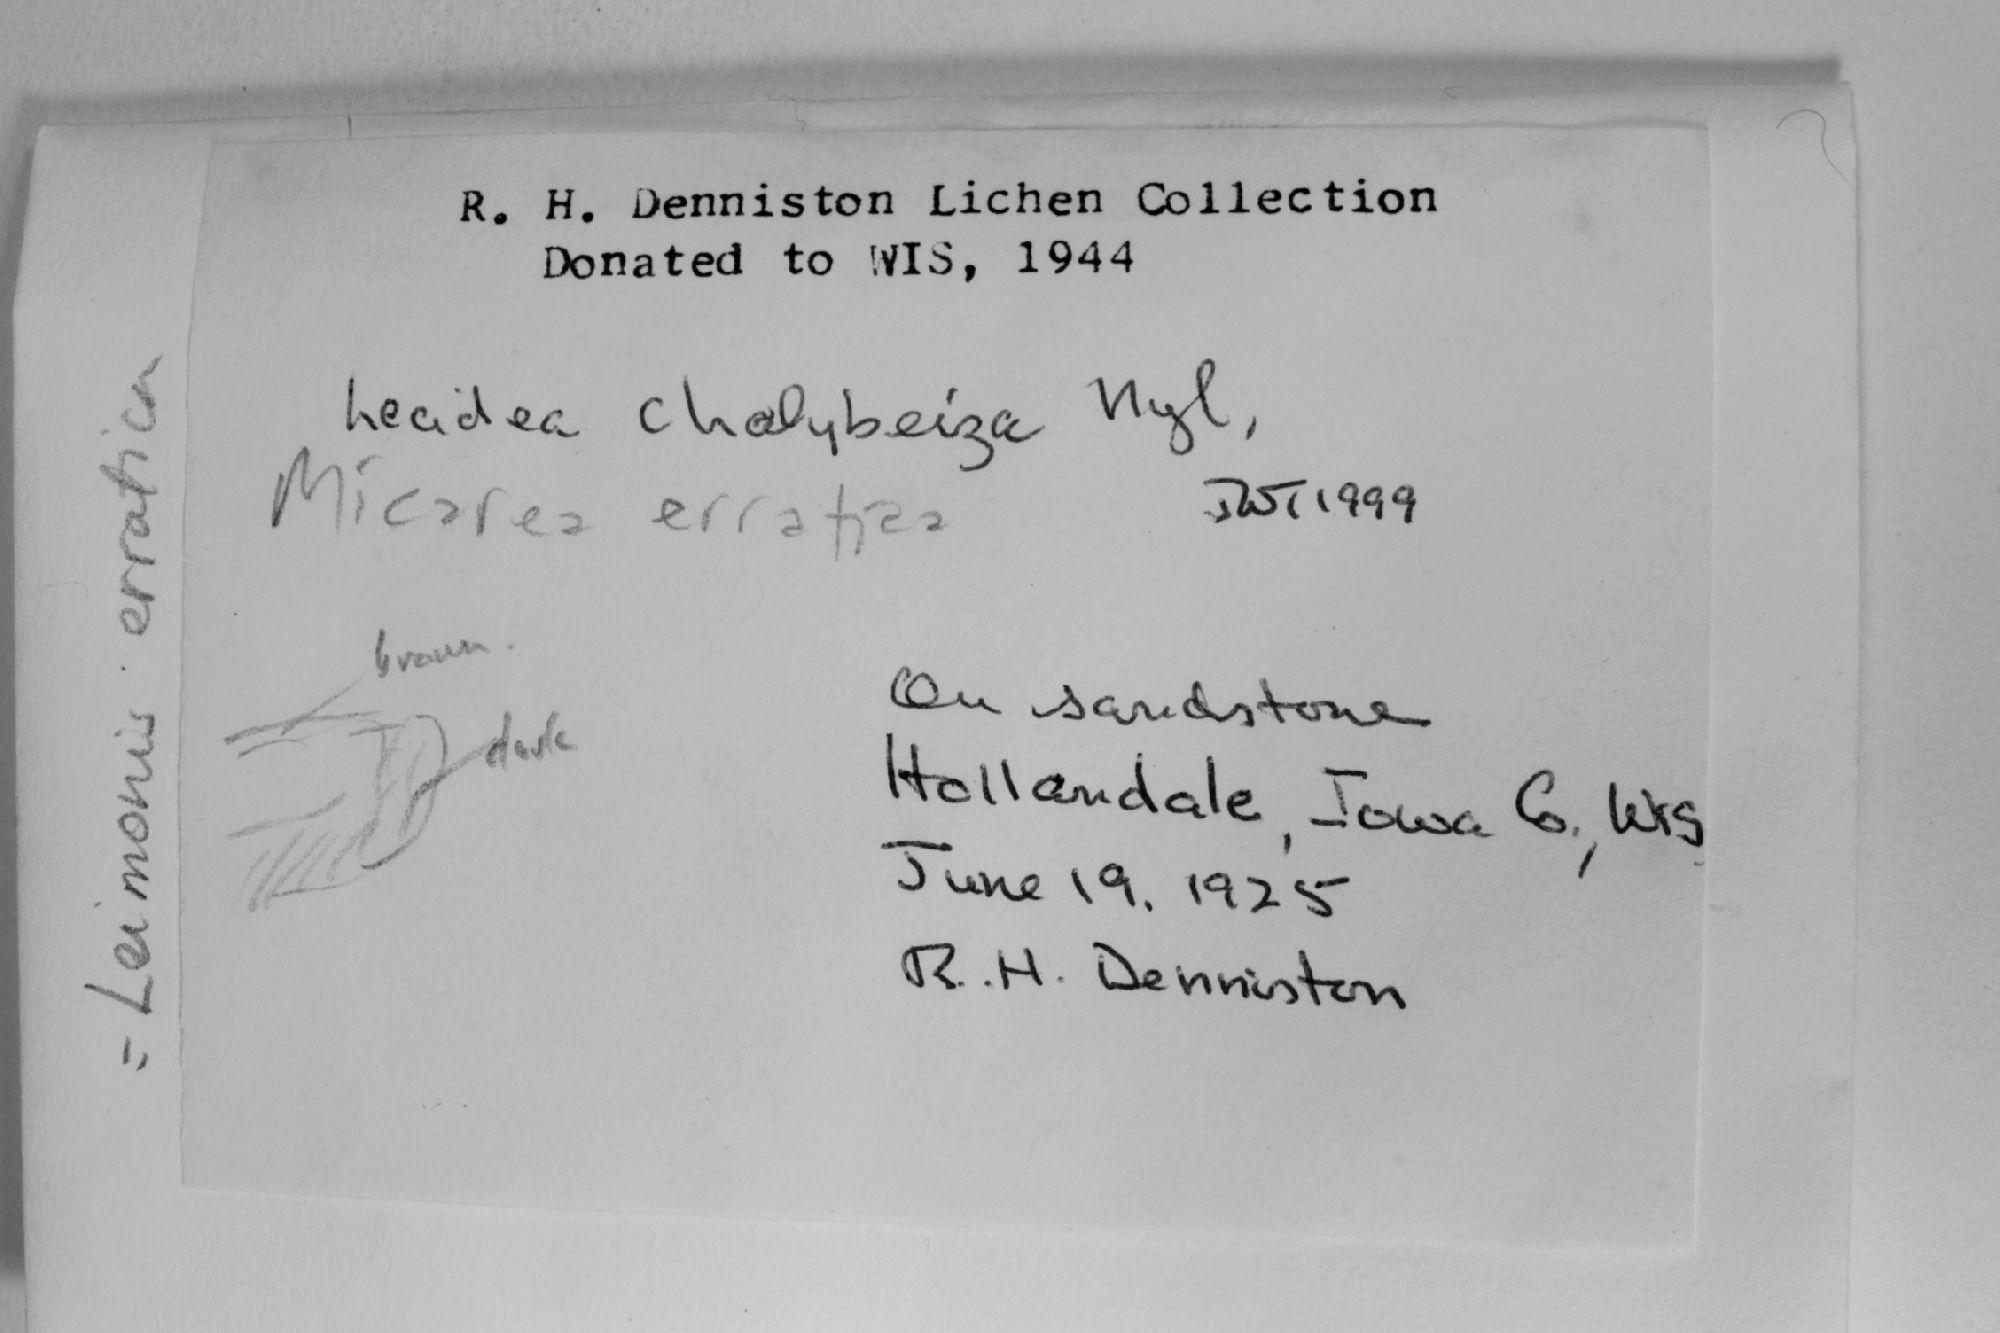 R. H. Denniston Lichen Collection
Donated to WIS, 1944
Lecidea chalybeiza Nyl,
Micarea erratica
JWT 1999
= Leimonis erratica
brown.
dark
On sandstone
Hollandale, Iowa Co., WIS
June 19, 1925
R. H. Denniston